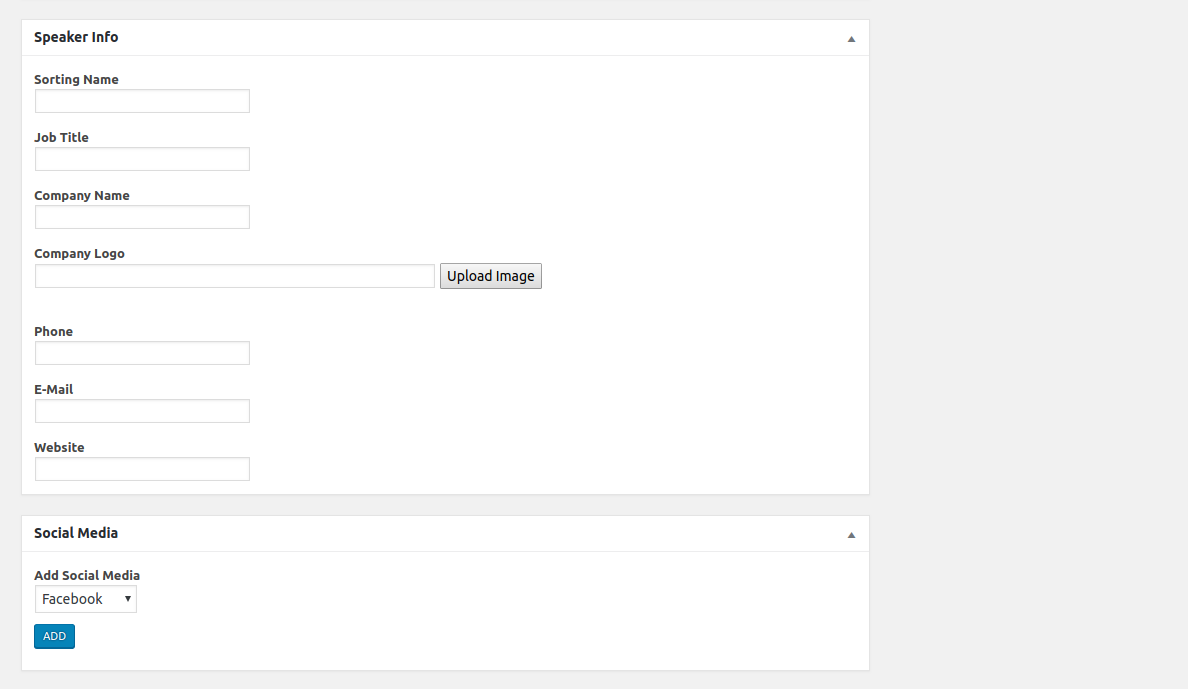 Speaker Info
Sorting Name
Job Title
Company Name
Company Logo
Upload Image
Phone
E-Mail
Website
Social Media
Add Social Media
Facebook
ADD